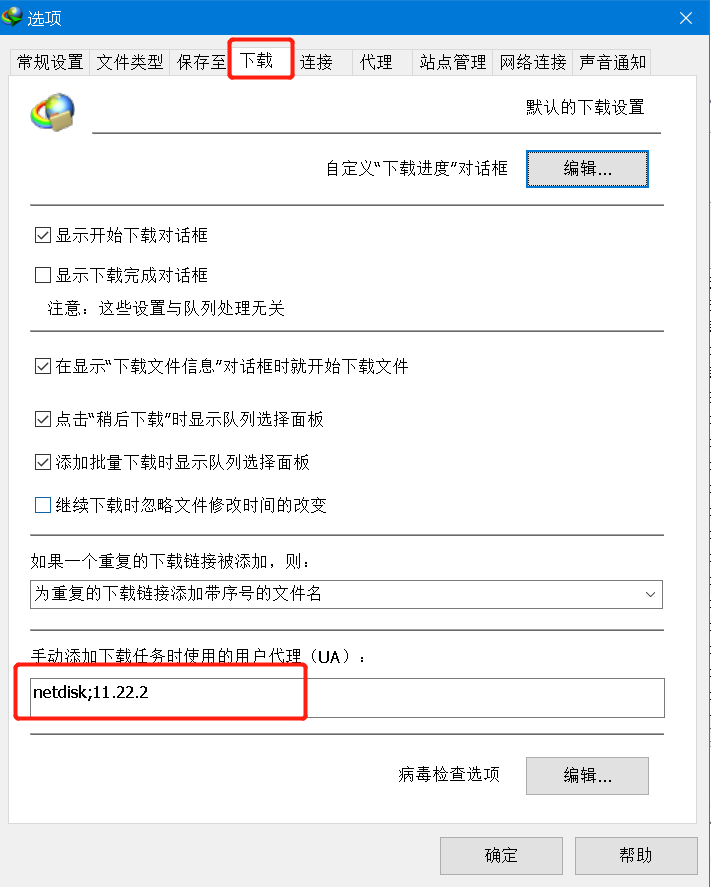 选项
常规设置 文件类型 保存至 下载 连接 代理 站点管理 网络连接 声音通知
默认的下载设置
自定义“下载进度”对话框 编辑...
显示开始下载对话框
显示下载完成对话框
注意：这些设置与队列处理无关
在显示“下载文件信息”对话框时就开始下载文件
点击“稍后下载”时显示队列选择面板
添加批量下载时显示队列选择面板
继续下载时忽略文件修改时间的改变
如果一个重复的下载链接被添加，则：
为重复的下载链接添加带序号的文件名
手动添加下载任务时使用的用户代理（UA）：
netdisk;11.22.2
病毒检查选项 编辑...
确定 帮助